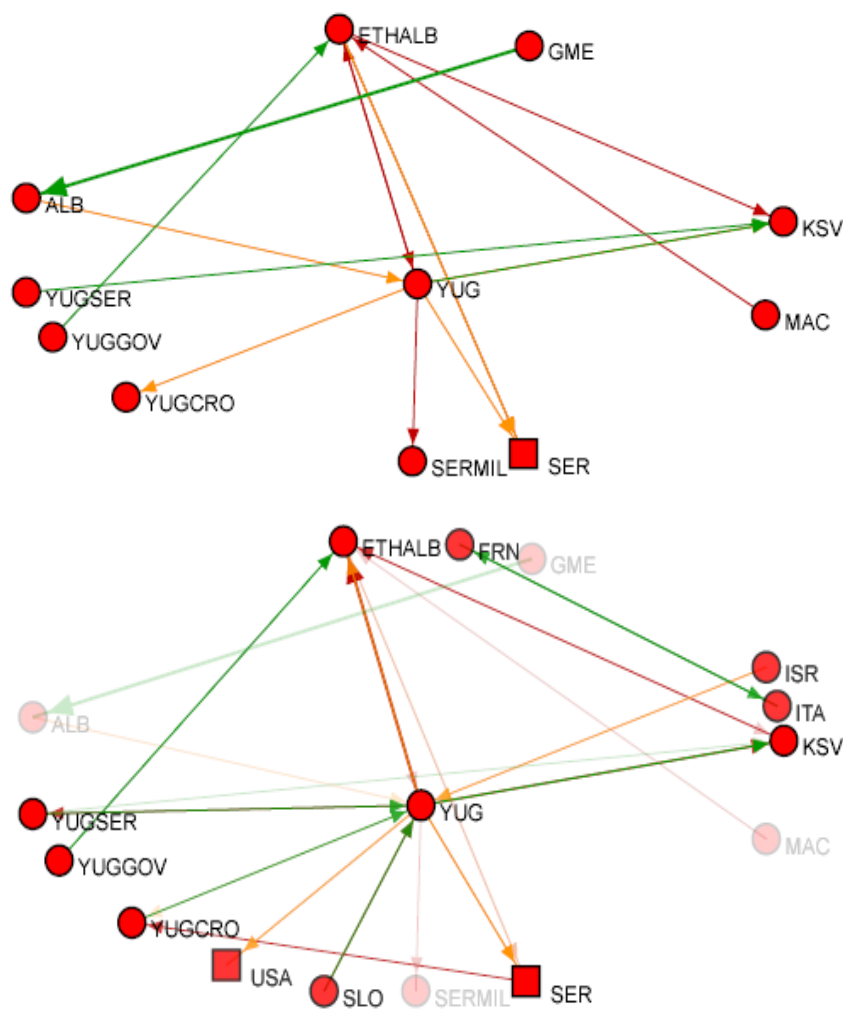 ETHALB
GME
ALB
KSV
YUGSER
YUG
MAC
YUGGOV
YUGCRO
SERMIL
SER
ETHALB
FRN
GME
ISR
ITA
ALB
KSV
YUGSER
YUG
MAC
YUGGOV
YUGCRO
USA
SLO
SERMIL
SER